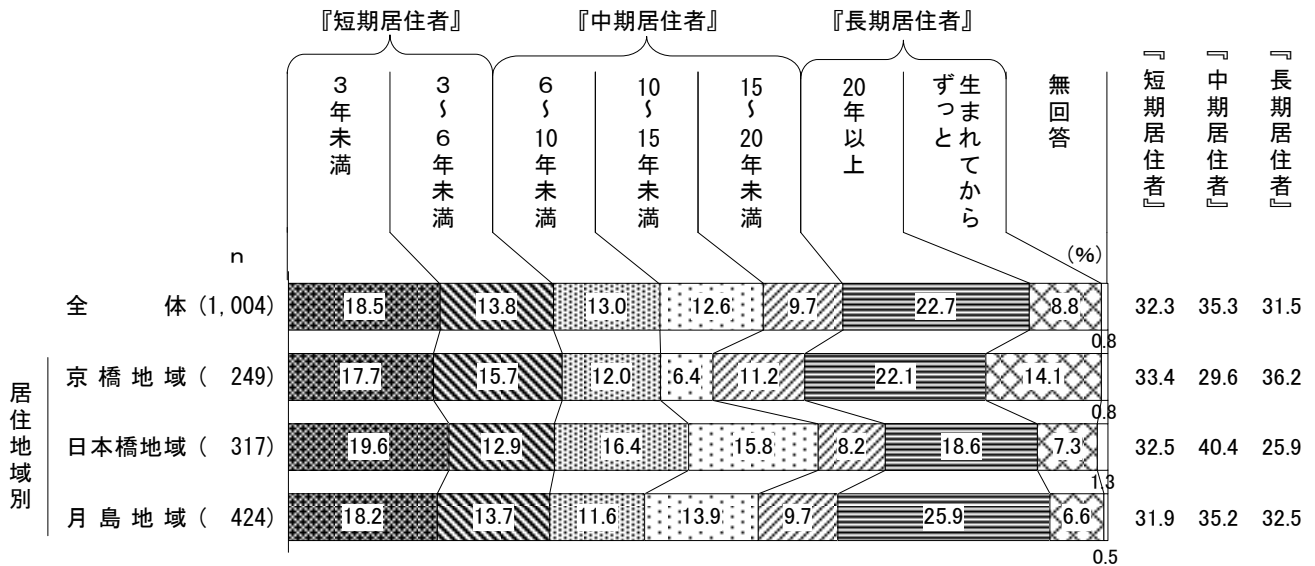 『短期居住者』 『中期居住者』 『長期居住者』
3年未満
3～6年未満
6～10年未満
10～15年未満
15～20年未満
20年以上
生まれてから
ずっと
無回答
『短期居住者』
『中期居住者』
『長期居住者』
n (%)
全体(1,004) 18.5 13.8 13.0 12.6 9.7 22.7 8.8 32.3 35.3 31.5
0.8
居住地域別
京橋地域( 249) 17.7 15.7 12.0 6.4 11.2 22.1 14.1 33.4 29.6 36.2
0.8
日本橋地域( 317) 19.6 12.9 16.4 15.8 8.2 18.6 7.3 32.5 40.4 25.9
1.3
月島地域( 424) 18.2 13.7 11.6 13.9 9.7 25.9 6.6 31.9 35.2 32.5
0.5